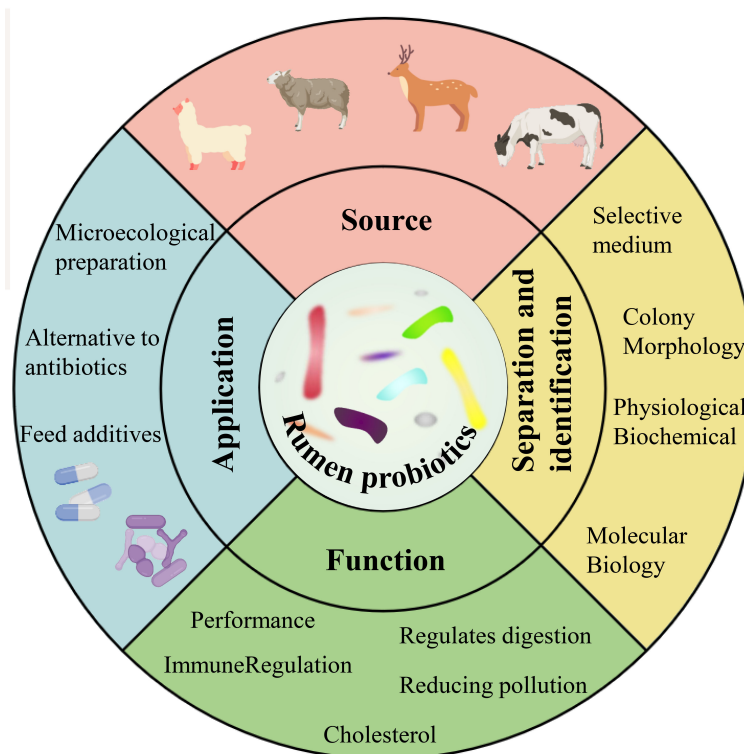 Source
Separation and
identification
Selective
medium
Colony
Morphology
Physiological
Biochemical
Molecular
Biology
Function
Performance
ImmuneRegulation
Regulates digestion
Reducing pollution
Cholesterol
Application
Microecological
preparation
Alternative to
antibiotics
Feed additives
Rumen probiotics